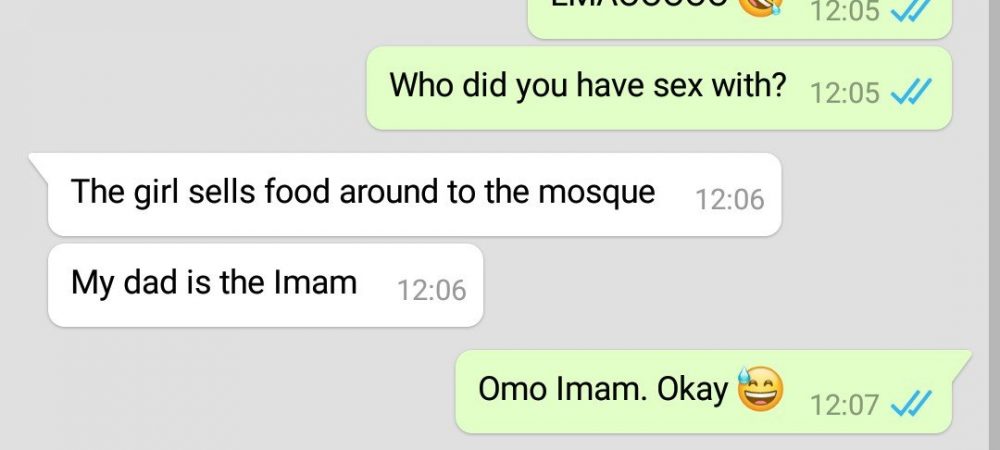 12:05
Who did you have sex with? 12:05
The girl sells food around to the mosque 12:06
My dad is the Imam 12:06
Omo Imam. Okay 😅 12:07